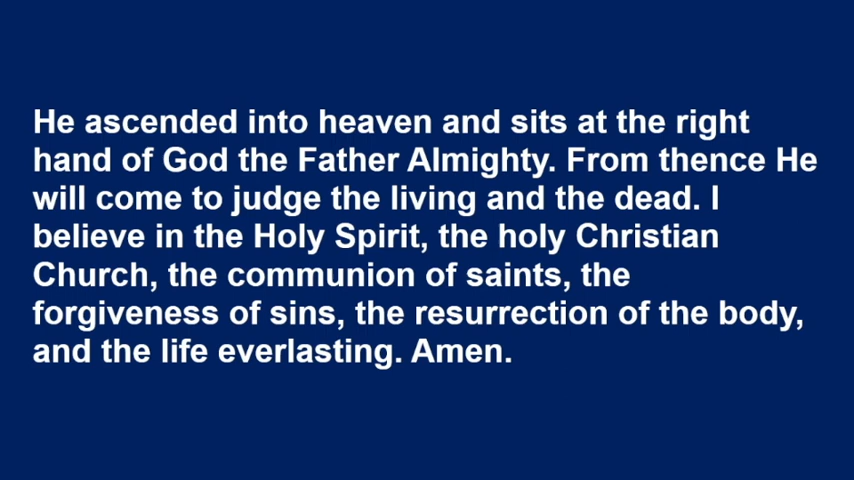 He ascended into heaven and sits at the right
hand of God the Father Almighty. From thence He
will come to judge the living and the dead. I
believe in the Holy Spirit, the holy Christian
Church, the communion of saints, the
forgiveness of sins, the resurrection of the body,
and the life everlasting. Amen.